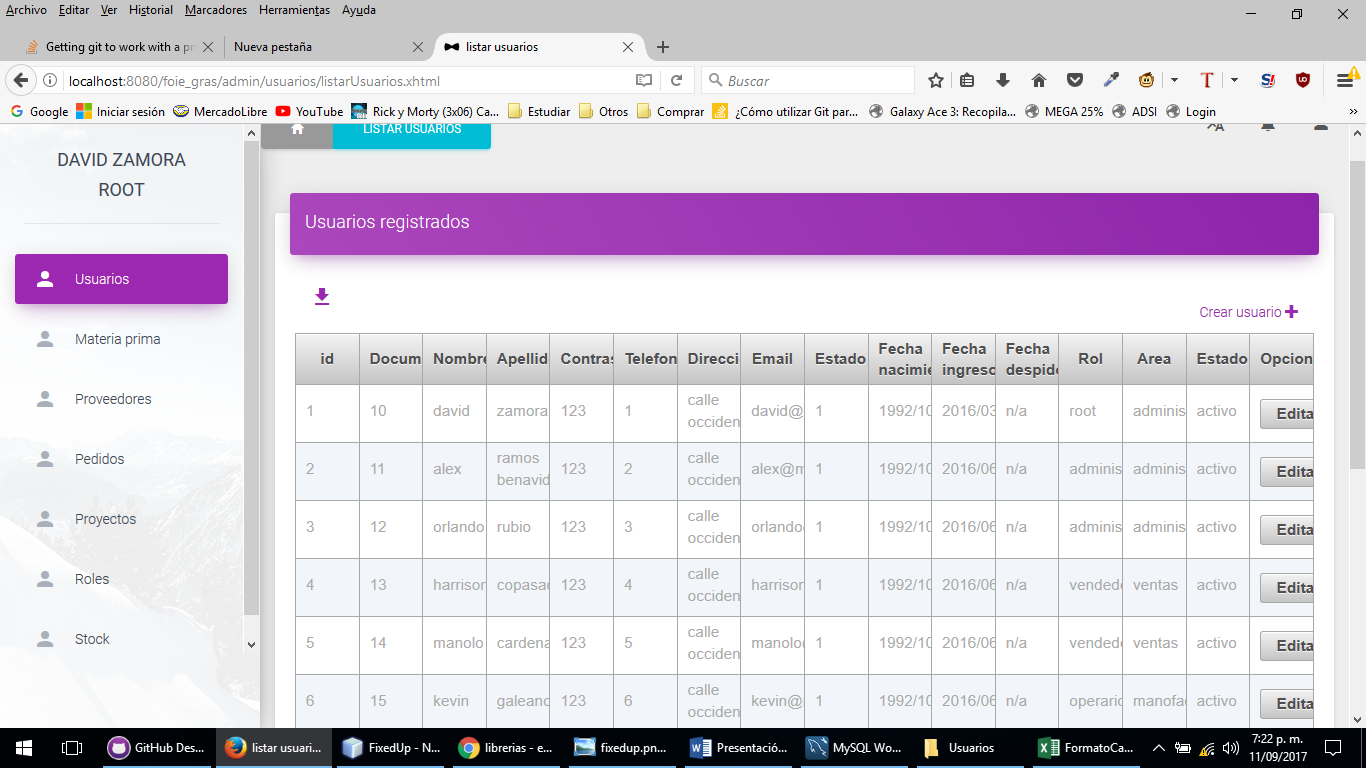 Archivo Editar Ver Historial Marcadores Herramientas Ayuda
Getting git to work with a pr
Nueva pestaña
listar usuarios
localhost:8080/foie_gras/admin/usuarios/listarUsuarios.xhtml
Buscar
Google Iniciar sesión MercadoLibre YouTube Rick y Morty (3x06) Ca... Estudiar Otros Comprar ¿Cómo utilizar Git par... Galaxy Ace 3: Recopila... MEGA 25% ADSI Login
DAVID ZAMORA
ROOT
Usuarios
Materia prima
Proveedores
Pedidos
Proyectos
Roles
Stock
LISTAR USUARIOS
Usuarios registrados
Crear usuario
id Docum Nombre Apellid Contras Telefon Direcci Email Estado Fecha nacimie Fecha ingreso Fecha despido Rol Area Estado Opcion
1 10 david zamora 123 1 calle occiden david@ 1 1992/10 2016/03 n/a root adminis activo Edita
2 11 alex ramos benavid 123 2 calle occiden alex@m 1 1992/10 2016/06 n/a adminis adminis activo Edita
3 12 orlando rubio 123 3 calle occiden orlando 1 1992/10 2016/06 n/a adminis adminis activo Edita
4 13 harrison copasa 123 4 calle occiden harrison 1 1992/10 2016/06 n/a vended ventas activo Edita
5 14 manolo cardena 123 5 calle occiden manolo 1 1992/10 2016/06 n/a vended ventas activo Edita
6 15 kevin galeano 123 6 calle occiden kevin@ 1 1992/10 2016/06 n/a operario manofa activo Edita
GitHub Des... listar usuari... FixedUp - N... librerias - e... fixedup.pn... Presentació... MySQL Wo... Usuarios FormatoCa...
7:22 p. m.
11/09/2017